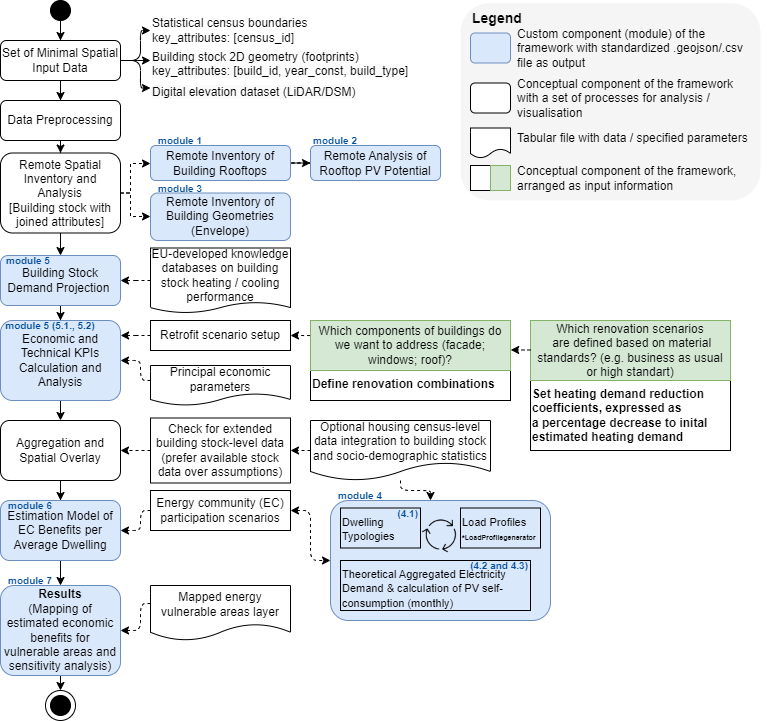 Set of Minimal Spatial
Input Data
Statistical census boundaries
key_attributes: [census_id]
Building stock 2D geometry (footprints)
key_attributes: [build_id, year_const, build_type]
Digital elevation dataset (LiDAR/DSM)
Legend
Custom component (module) of the
framework with standardized .geojson/.csv
file as output
Conceptual component of the framework
with a set of processes for analysis /
visualisation
Tabular file with data / specified parameters
Conceptual component of the framework,
arranged as input information
Data Preprocessing
Remote Spatial
Inventory and
Analysis
[Building stock with
joined attributes]
module 1
Remote Inventory of
Building Rooftops
module 2
Remote Analysis of
Rooftop PV Potential
module 3
Remote Inventory of
Building Geometries
(Envelope)
module 5
Building Stock
Demand Projection
EU-developed knowledge
databases on building
stock heating / cooling
performance
module 5 (5.1., 5.2)
Economic and
Technical KPIs
Calculation and
Analysis
Retrofit scenario setup
Principal economic
parameters
Which components of buildings do
we want to address (facade;
windows; roof)?
Define renovation combinations
Which renovation scenarios
are defined based on material
standards? (e.g. business as usual
or high standart)
Set heating demand reduction
coefficients, expressed as
a percentage decrease to inital
estimated heating demand
Aggregation and
Spatial Overlay
Check for extended
building stock-level data
(prefer available stock
data over assumptions)
Optional housing census-level
data integration to building stock
and socio-demographic statistics
module 6
Estimation Model of
EC Benefits per
Average Dwelling
Energy community (EC)
participation scenarios
module 4
(4.1)
Dwelling
Typologies
Load Profiles
*LoadProfilegenerator
(4.2 and 4.3)
Theoretical Aggregated Electricity
Demand & calculation of PV self-
consumption (monthly)
module 7
Results
(Mapping of
estimated economic
benefits for
vulnerable areas and
sensitivity analysis)
Mapped energy
vulnerable areas layer